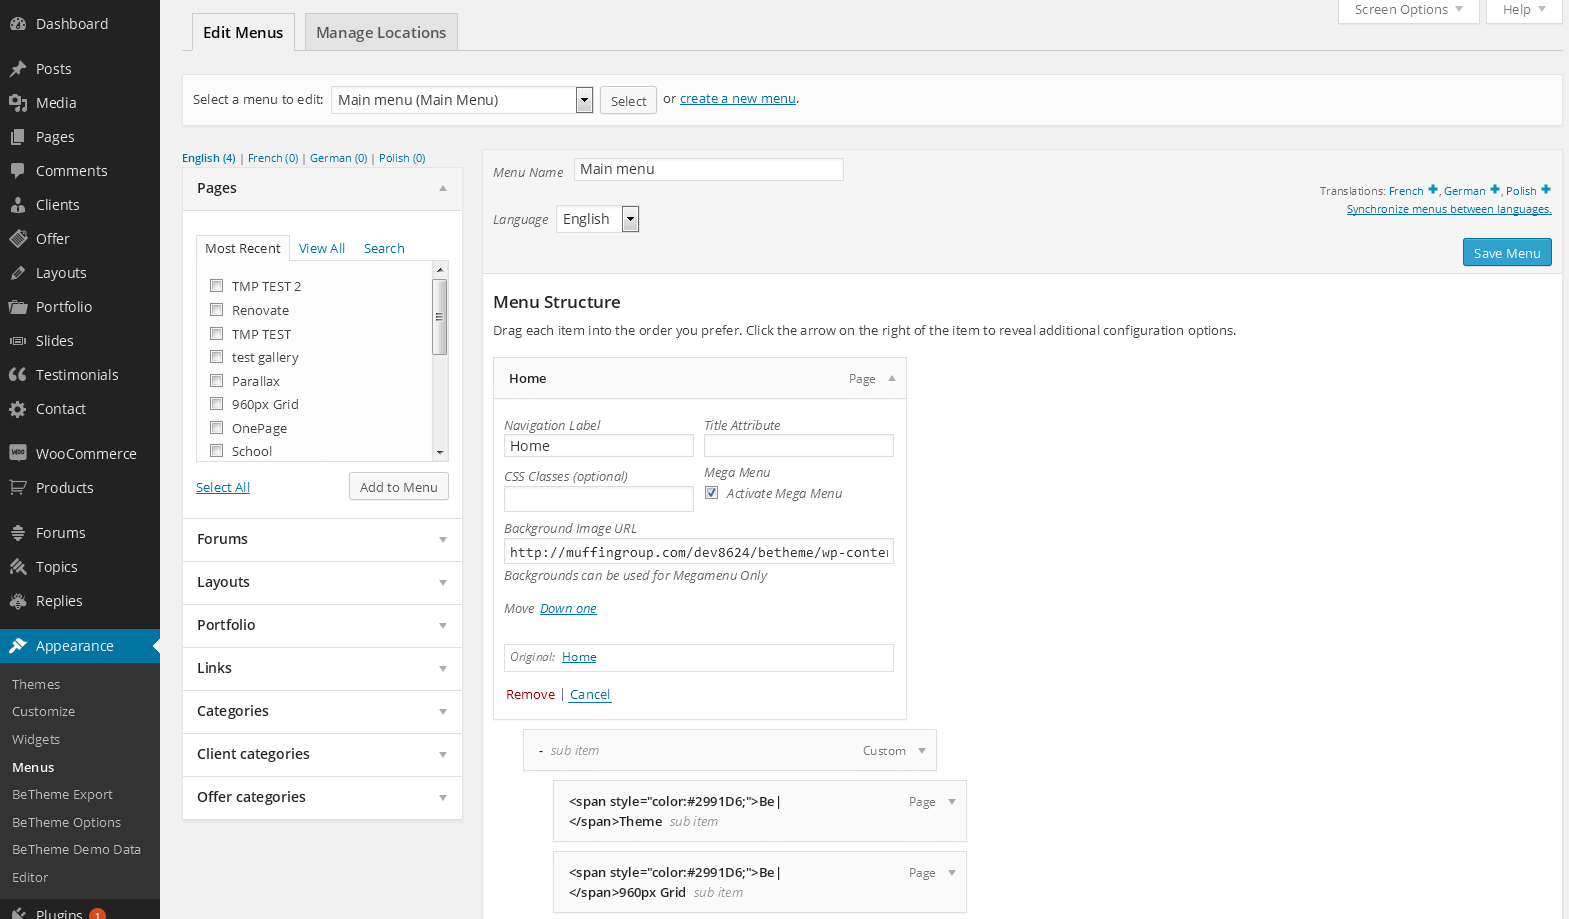 Dashboard
Posts
Media
Pages
Comments
Clients
Offer
Layouts
Portfolio
Slides
Testimonials
Contact
WooCommerce
Products
Forums
Topics
Replies
Appearance
Themes
Customize
Widgets
Menus
BeTheme Export
BeTheme Options
BeTheme Demo Data
Editor
Plugins 1
Screen Options
Help
Edit Menus
Manage Locations
Select a menu to edit: Main menu (Main Menu) Select or create a new menu.
English (4) | French (0) | German (0) | Polish (0)
Pages
Most Recent View All Search
TMP TEST 2
Renovate
TMP TEST
test gallery
Parallax
960px Grid
OnePage
School
Select All Add to Menu
Forums
Layouts
Portfolio
Links
Categories
Client categories
Offer categories
Menu Name Main menu
Language English
Translations: French , German , Polish
Synchronize menus between languages.
Save Menu
Menu Structure
Drag each item into the order you prefer. Click the arrow on the right of the item to reveal additional configuration options.
Home Page
Navigation Label Title Attribute
Home
CSS Classes (optional) Mega Menu
Activate Mega Menu
Background Image URL
http://muffingroup.com/dev8624/betheme/wp-conte
Backgrounds can be used for Megamenu Only
Move Down one
Original: Home
Remove | Cancel
- sub item Custom
<span style="color:#2991D6;">Be| Page
</span>Theme sub item
<span style="color:#2991D6;">Be| Page
</span>960px Grid sub item